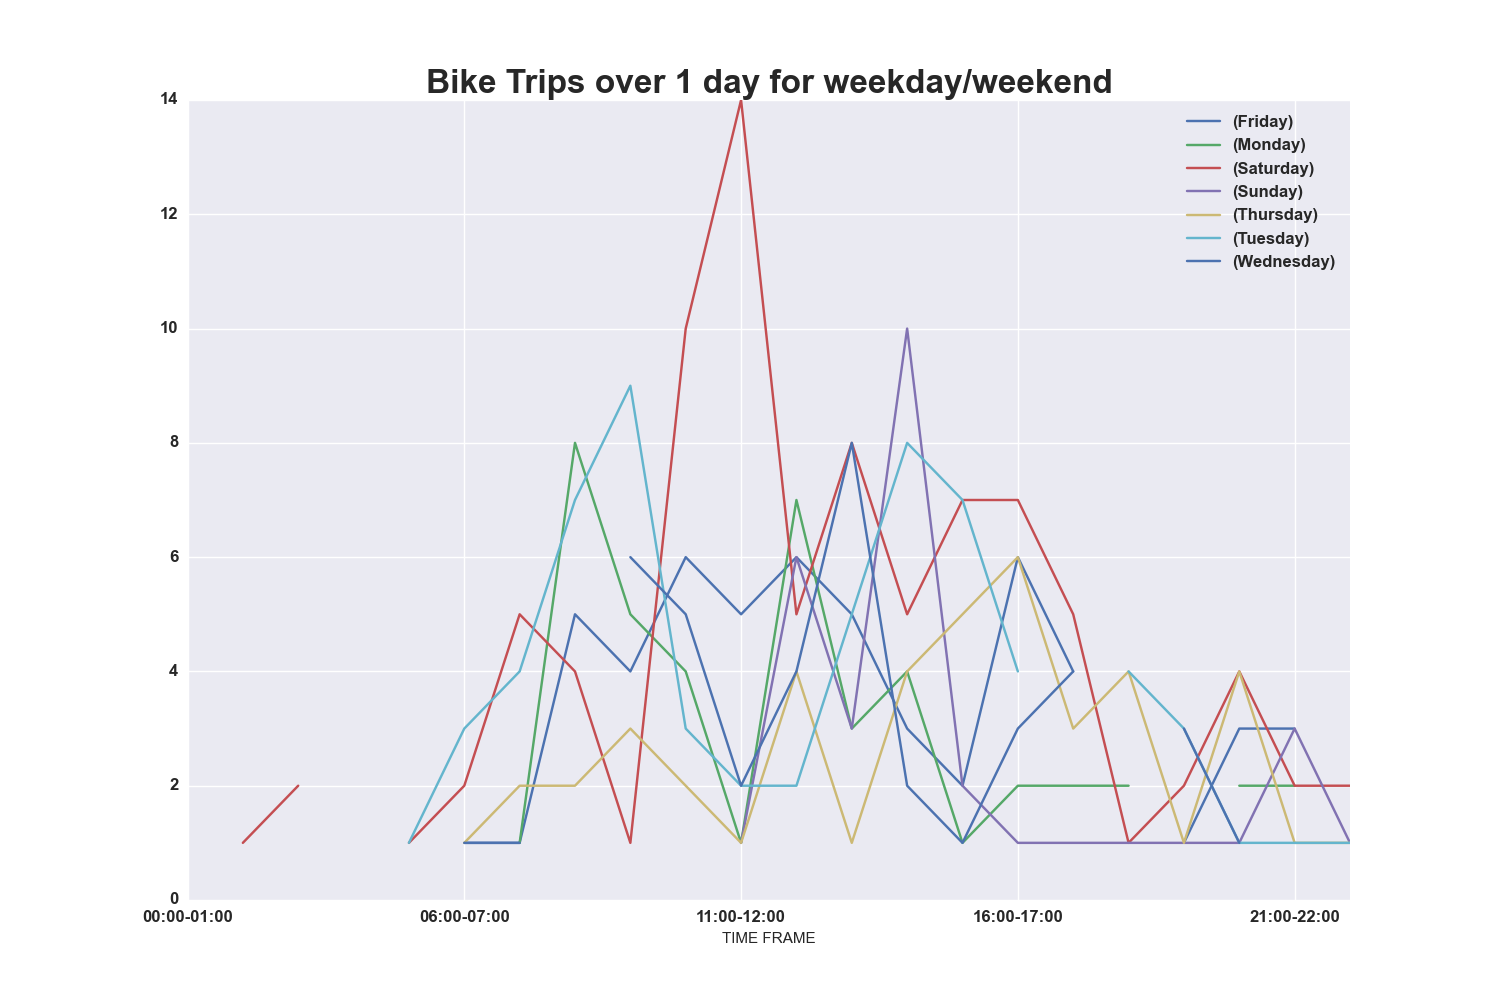 Bike Trips over 1 day for weekday/weekend
14
12
10
8
6
4
2
0
(Friday)
(Monday)
(Saturday)
(Sunday)
(Thursday)
(Tuesday)
(Wednesday)
00:00-01:00 06:00-07:00 11:00-12:00 16:00-17:00 21:00-22:00
TIME FRAME